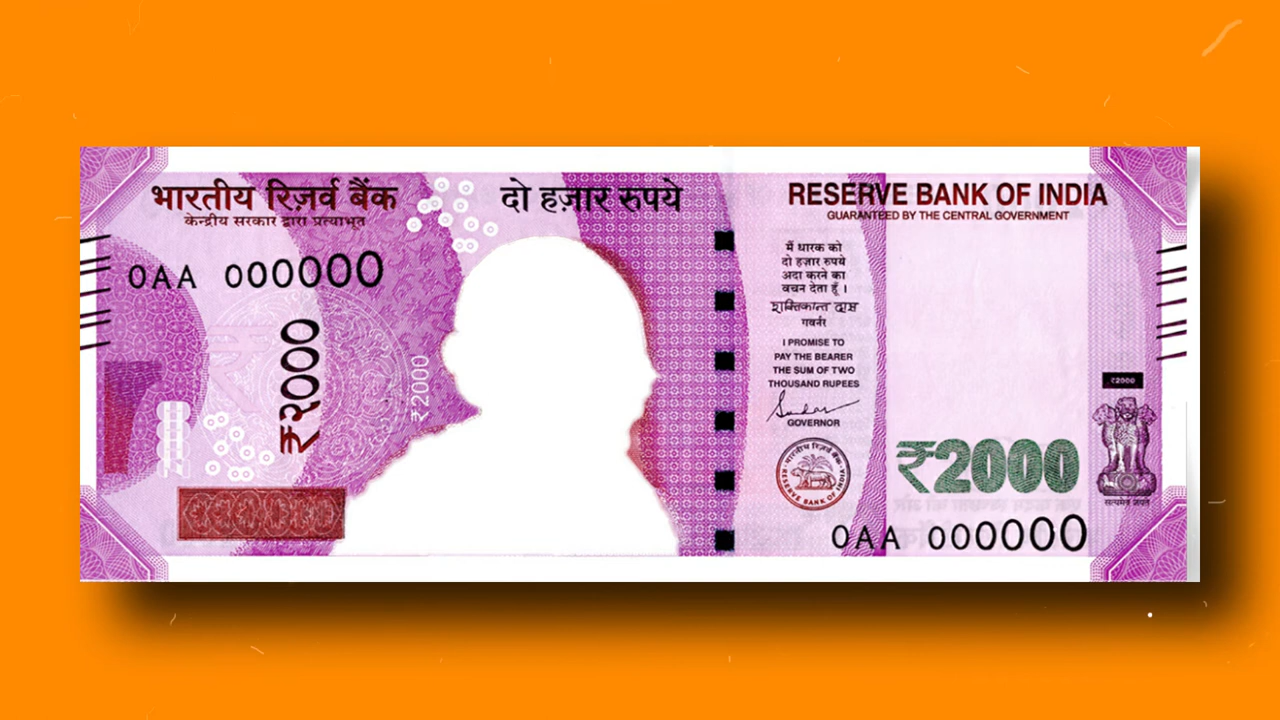 भारतीय रिज़र्व बैंक
केन्द्रीय सरकार द्वारा प्रत्याभूत
0AA 000000
₹२०००
₹2000
दो हज़ार रुपये
RESERVE BANK OF INDIA
GUARANTEED BY THE CENTRAL GOVERNMENT
मैं धारक को
दो हज़ार रुपये
अदा करने का
वचन देता हूँ ।
शक्तिकान्त दास
गवर्नर
I PROMISE TO
PAY THE BEARER
THE SUM OF TWO
THOUSAND RUPEES
GOVERNOR
भारतीय रिज़र्व बैंक
RESERVE BANK OF INDIA
₹2000
₹2000
सत्यमेव जयते
0AA 000000